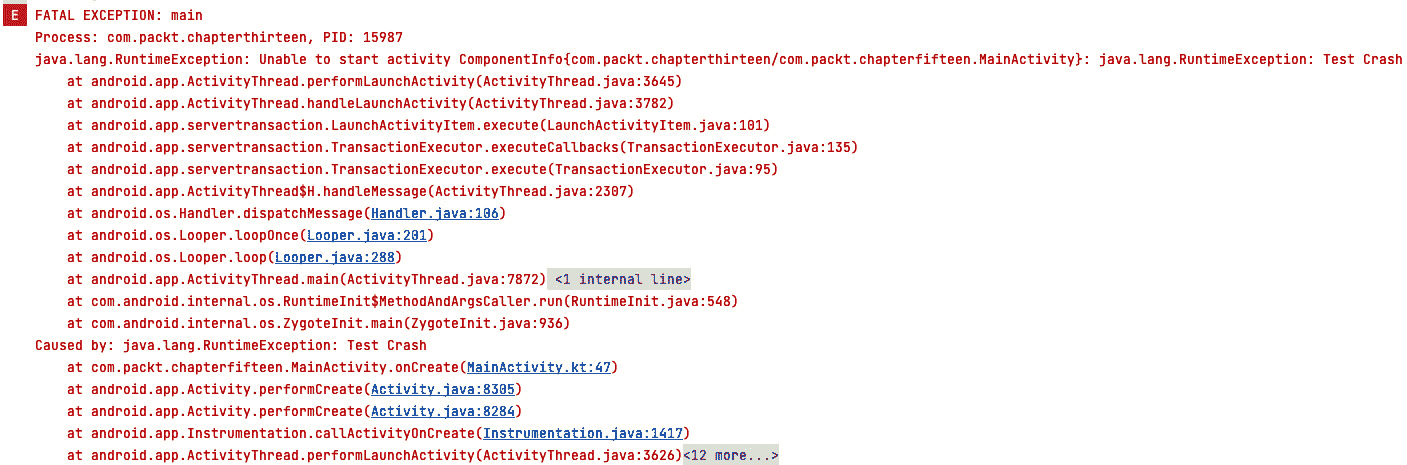 E FATAL EXCEPTION: main
Process: com.packt.chapterthirteen, PID: 15987
java.lang.RuntimeException: Unable to start activity ComponentInfo{com.packt.chapterthirteen/com.packt.chapterfifteen.MainActivity}: java.lang.RuntimeException: Test Crash
at android.app.ActivityThread.performLaunchActivity(ActivityThread.java:3645)
at android.app.ActivityThread.handleLaunchActivity(ActivityThread.java:3782)
at android.app.servertransaction.LaunchActivityItem.execute(LaunchActivityItem.java:101)
at android.app.servertransaction.TransactionExecutor.executeCallbacks(TransactionExecutor.java:135)
at android.app.servertransaction.TransactionExecutor.execute(TransactionExecutor.java:95)
at android.app.ActivityThread$H.handleMessage(ActivityThread.java:2307)
at android.os.Handler.dispatchMessage(Handler.java:106)
at android.os.Looper.loopOnce(Looper.java:201)
at android.os.Looper.loop(Looper.java:288)
at android.app.ActivityThread.main(ActivityThread.java:7872) <1 internal line>
at com.android.internal.os.RuntimeInit$MethodAndArgsCaller.run(RuntimeInit.java:548)
at com.android.internal.os.ZygoteInit.main(ZygoteInit.java:936)
Caused by: java.lang.RuntimeException: Test Crash
at com.packt.chapterfifteen.MainActivity.onCreate(MainActivity.kt:47)
at android.app.Activity.performCreate(Activity.java:8305)
at android.app.Activity.performCreate(Activity.java:8284)
at android.app.Instrumentation.callActivityOnCreate(Instrumentation.java:1417)
at android.app.ActivityThread.performLaunchActivity(ActivityThread.java:3626)<12 more...>